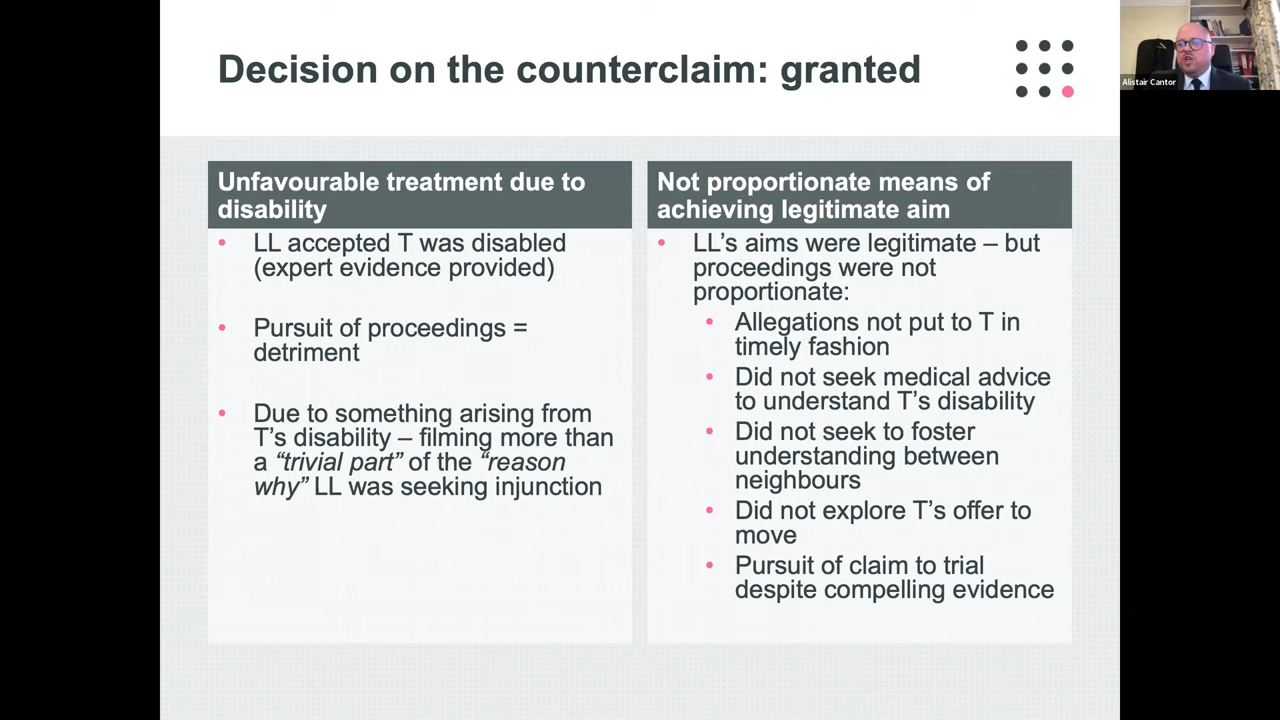 Decision on the counterclaim: granted
Alistair Cantor
Unfavourable treatment due to
disability
• LL accepted T was disabled
(expert evidence provided)
• Pursuit of proceedings =
detriment
• Due to something arising from
T’s disability – filming more than
a “trivial part” of the “reason
why” LL was seeking injunction
Not proportionate means of
achieving legitimate aim
• LL’s aims were legitimate – but
proceedings were not
proportionate:
• Allegations not put to T in
timely fashion
• Did not seek medical advice
to understand T’s disability
• Did not seek to foster
understanding between
neighbours
• Did not explore T’s offer to
move
• Pursuit of claim to trial
despite compelling evidence